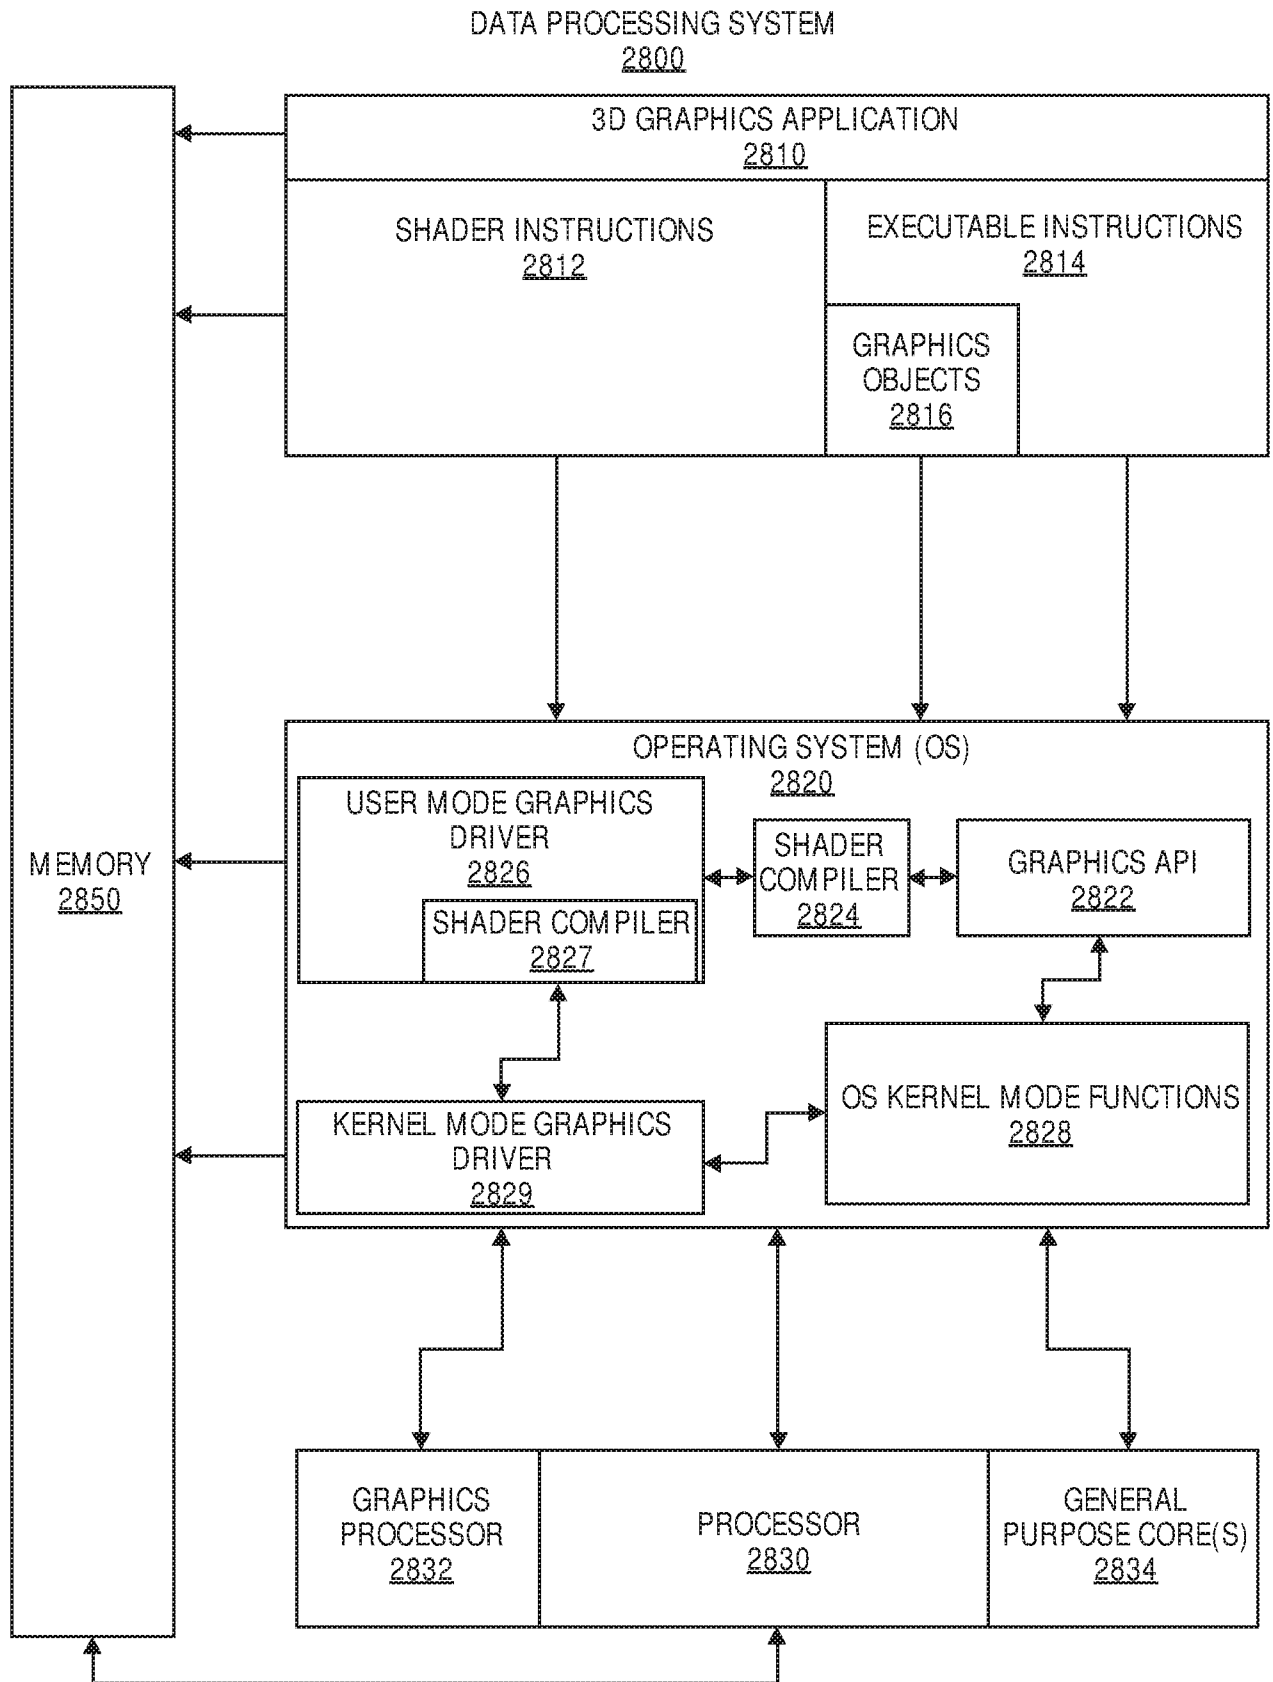 DATA PROCESSING SYSTEM
2800
3D GRAPHICS APPLICATION
2810
SHADER INSTRUCTIONS
2812
EXECUTABLE INSTRUCTIONS
2814
GRAPHICS
OBJECTS
2816
OPERATING SYSTEM (OS)
2820
USER MODE GRAPHICS
DRIVER
2826
SHADER COMPILER
2827
SHADER
COMPILER
2824
GRAPHICS API
2822
MEMORY
2850
OS KERNEL MODE FUNCTIONS
2828
KERNEL MODE GRAPHICS
DRIVER
2829
GRAPHICS
PROCESSOR
2832
PROCESSOR
2830
GENERAL
PURPOSE CORE(S)
2834